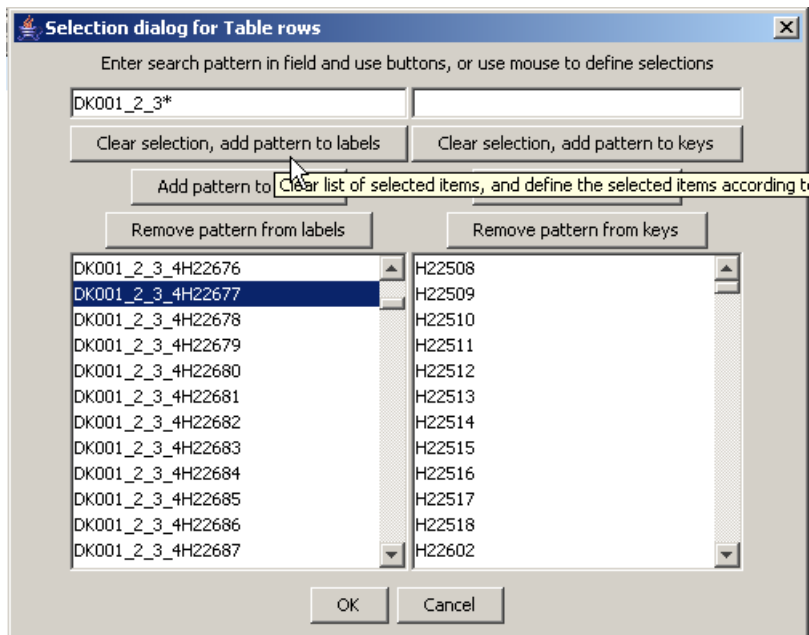 Selection dialog for Table rows
Enter search pattern in field and use buttons, or use mouse to define selections
DK001_2_3*
Clear selection, add pattern to labels
Clear selection, add pattern to keys
Add pattern to
Clear list of selected items, and define the selected items according to
Remove pattern from labels
Remove pattern from keys
DK001_2_3_4H22676
DK001_2_3_4H22677
DK001_2_3_4H22678
DK001_2_3_4H22679
DK001_2_3_4H22680
DK001_2_3_4H22681
DK001_2_3_4H22682
DK001_2_3_4H22683
DK001_2_3_4H22684
DK001_2_3_4H22685
DK001_2_3_4H22686
DK001_2_3_4H22687
H22508
H22509
H22510
H22511
H22512
H22513
H22514
H22515
H22516
H22517
H22518
H22602
OK
Cancel